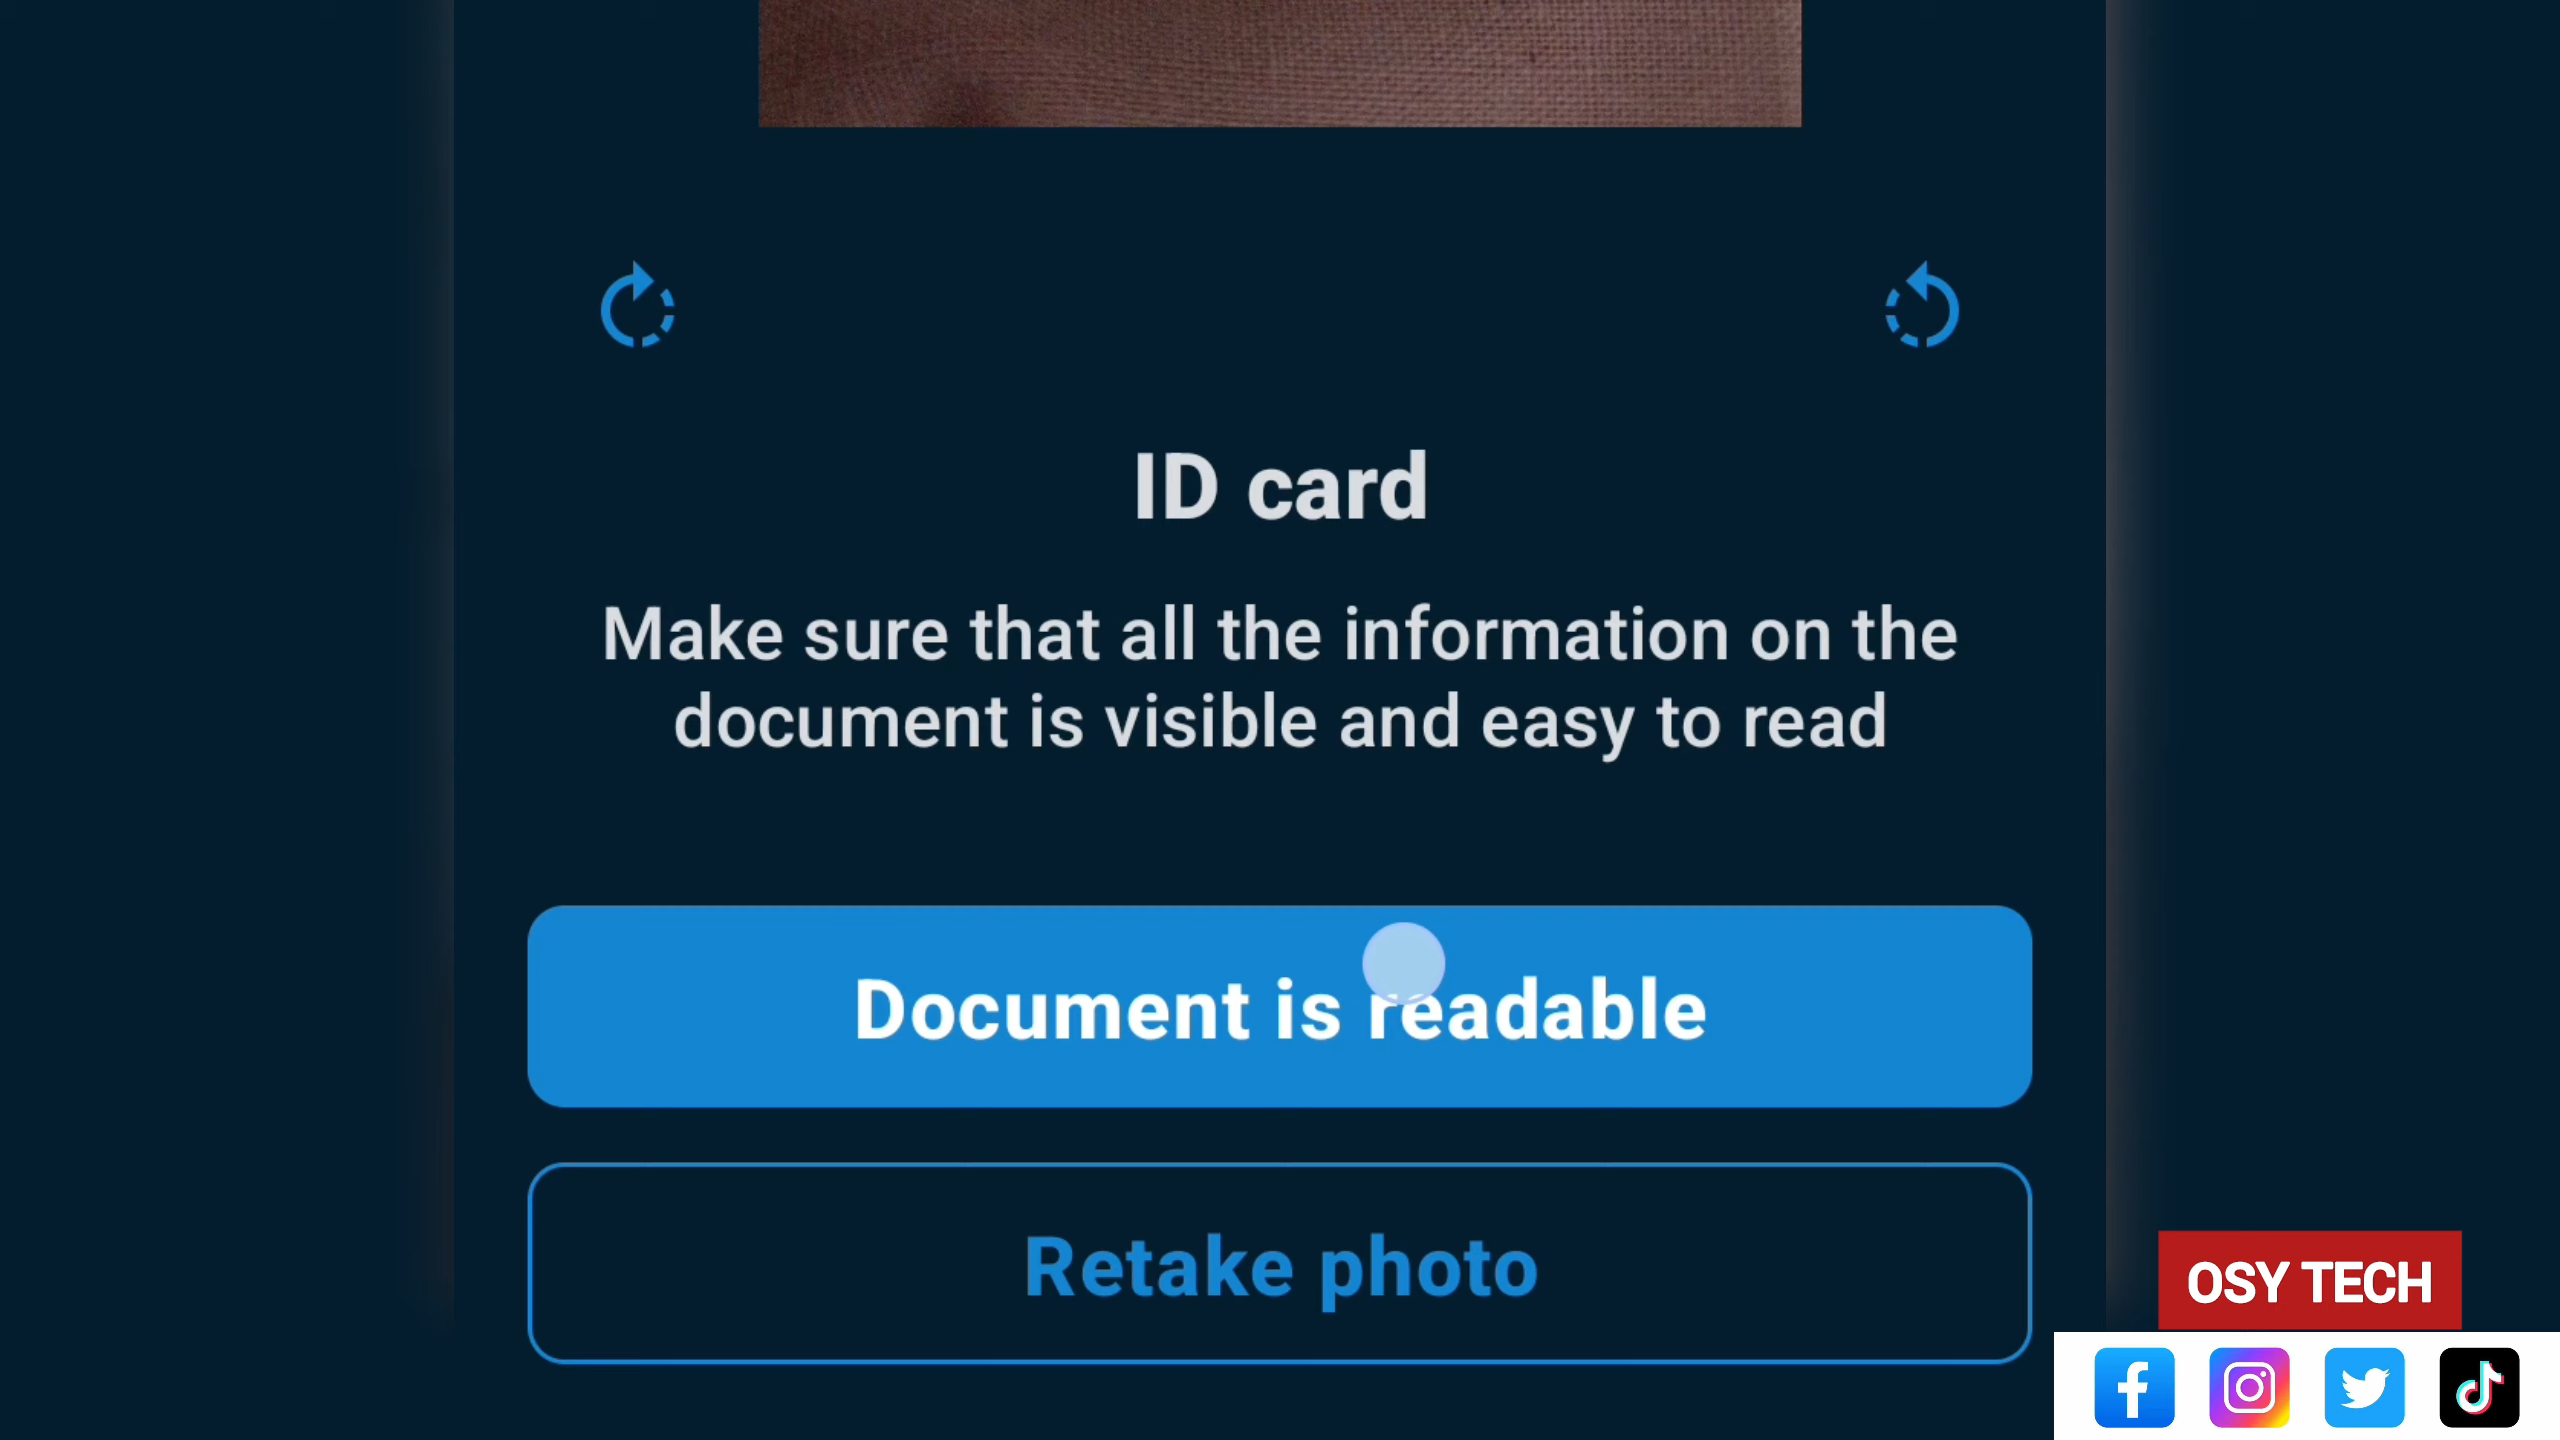 ID card
Make sure that all the information on the
document is visible and easy to read
Document is readable
Retake photo
OSY TECH